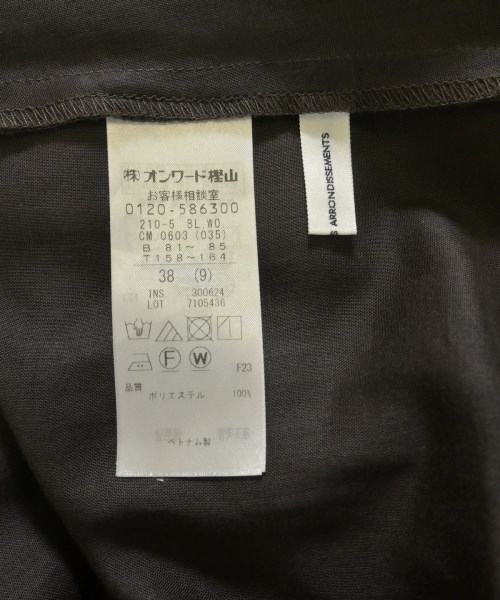 (株)オンワード樫山
お客様相談室
0120-586300
210-5 BL.WO
CM 0603 (035)
B 81～ 85
T158～164
38 (9)
INS 300624
LOT 7105436
F W
F23
品質
ポリエステル 100%
ベトナム製
S ARRONDISSEMENTS